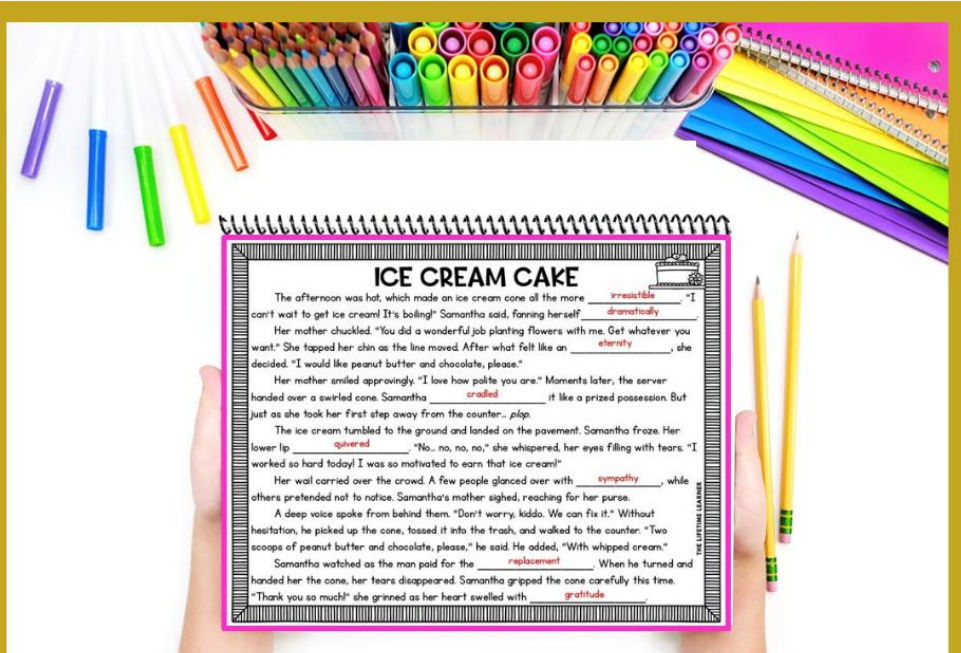 ICE CREAM CAKE
The afternoon was hot, which made an ice cream cone all the more irresistible. "I
can't wait to get ice cream! It's boiling!" Samantha said, fanning herself dramatically.
Her mother chuckled. "You did a wonderful job planting flowers with me. Get whatever you
want." She tapped her chin as the line moved. After what felt like an eternity, she
decided. "I would like peanut butter and chocolate, please."
Her mother smiled approvingly. "I love how polite you are." Moments later, the server
handed over a swirled cone. Samantha cradled it like a prized possession. But
just as she took her first step away from the counter... plop.
The ice cream tumbled to the ground and landed on the pavement. Samantha froze. Her
lower lip quivered. "No... no, no, no," she whispered, her eyes filling with tears. "I
worked so hard today! I was so motivated to earn that ice cream!"
Her wail carried over the crowd. A few people glanced over with sympathy, while
others pretended not to notice. Samantha's mother sighed, reaching for her purse.
A deep voice spoke from behind them. "Don't worry, kiddo. We can fix it." Without
hesitation, he picked up the cone, tossed it into the trash, and walked to the counter. "Two
scoops of peanut butter and chocolate, please," he said. He added, "With whipped cream."
Samantha watched as the man paid for the replacement. When he turned and
handed her the cone, her tears disappeared. Samantha gripped the cone carefully this time.
"Thank you so much!" she grinned as her heart swelled with gratitude.
THE LIFETIME LEARNER